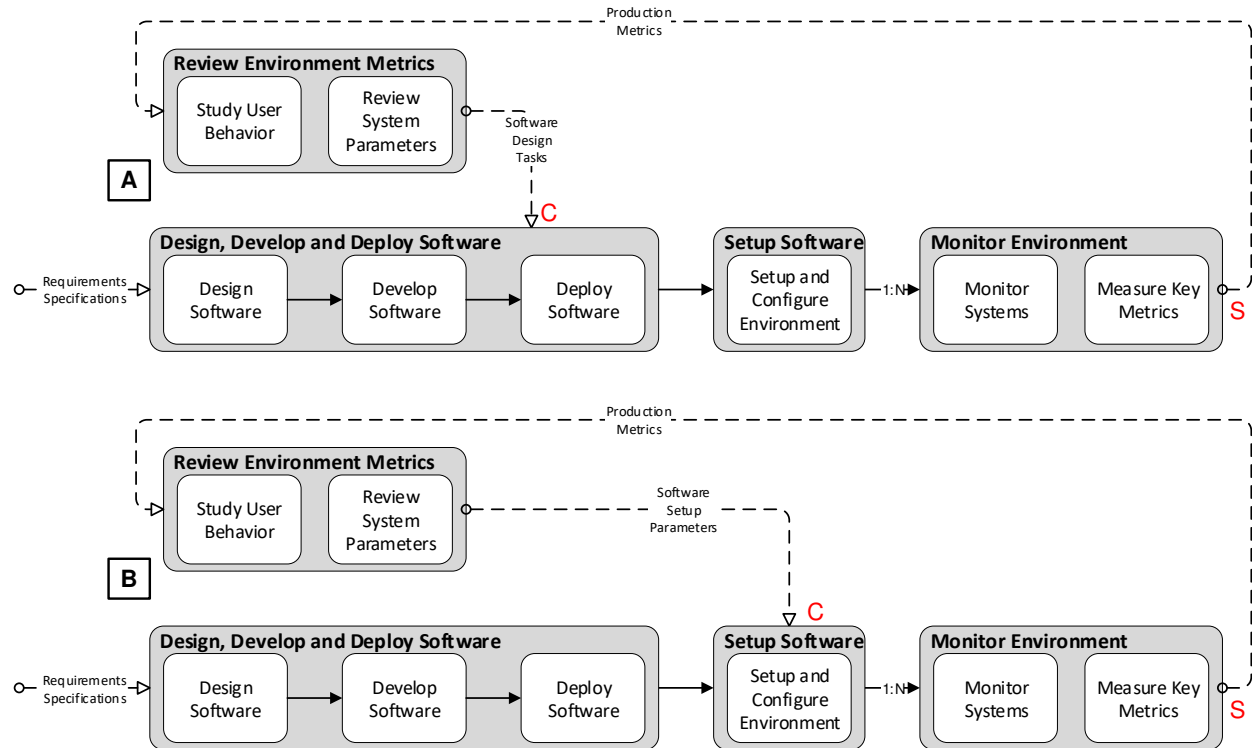 Production
Metrics
Review Environment Metrics
Study User
Behavior
Review
System
Parameters
Software
Design
Tasks
A
C
Design, Develop and Deploy Software
Setup Software
Monitor Environment
Requirements
Specifications
Design
Software
Develop
Software
Deploy
Software
Setup and
Configure
Environment
1:N
Monitor
Systems
Measure Key
Metrics
S
Production
Metrics
Review Environment Metrics
Study User
Behavior
Review
System
Parameters
Software
Setup
Parameters
B
C
Design, Develop and Deploy Software
Setup Software
Monitor Environment
Requirements
Specifications
Design
Software
Develop
Software
Deploy
Software
Setup and
Configure
Environment
1:N
Monitor
Systems
Measure Key
Metrics
S